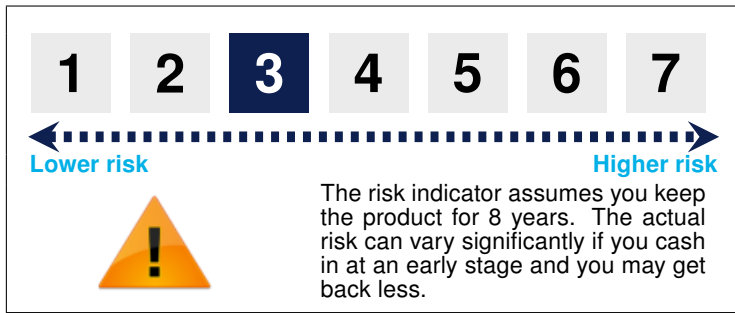 1 2 3 4 5 6 7
Lower risk Higher risk
The risk indicator assumes you keep
the product for 8 years. The actual
risk can vary significantly if you cash
in at an early stage and you may get
back less.